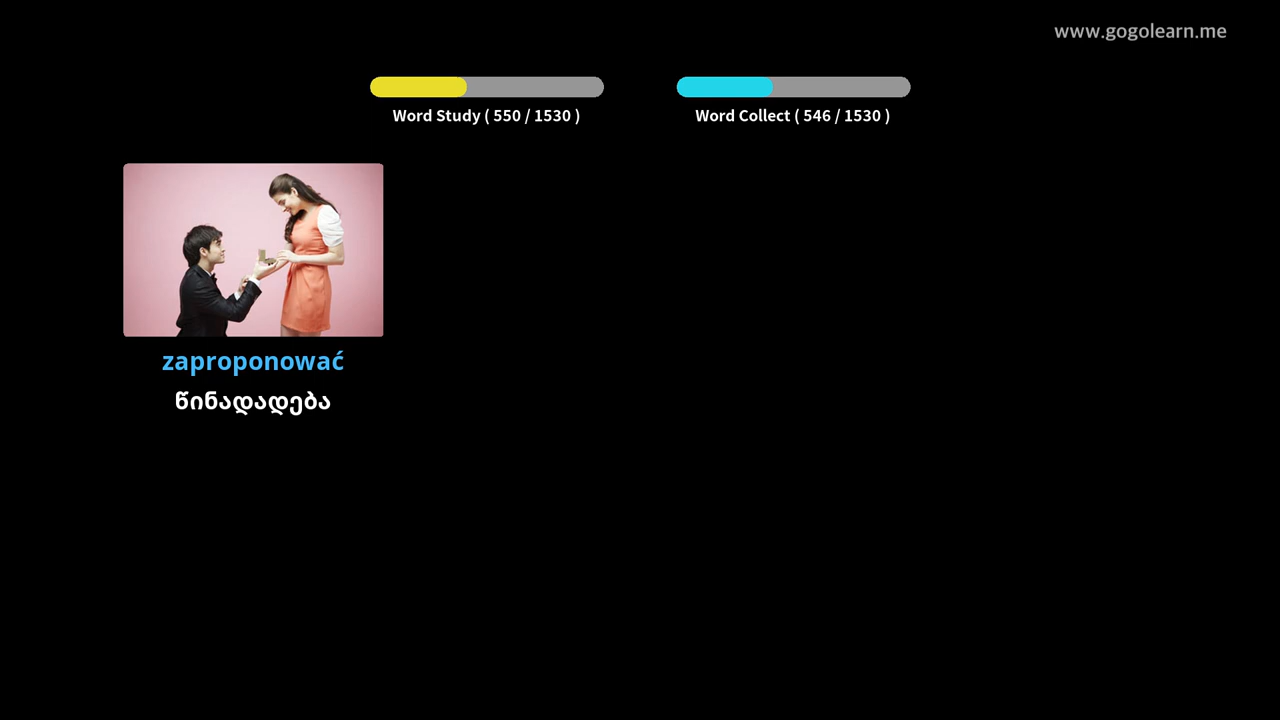 www.gogolearn.me
Word Study ( 550 / 1530 )
Word Collect ( 546 / 1530 )
zaproponować
წინადადება